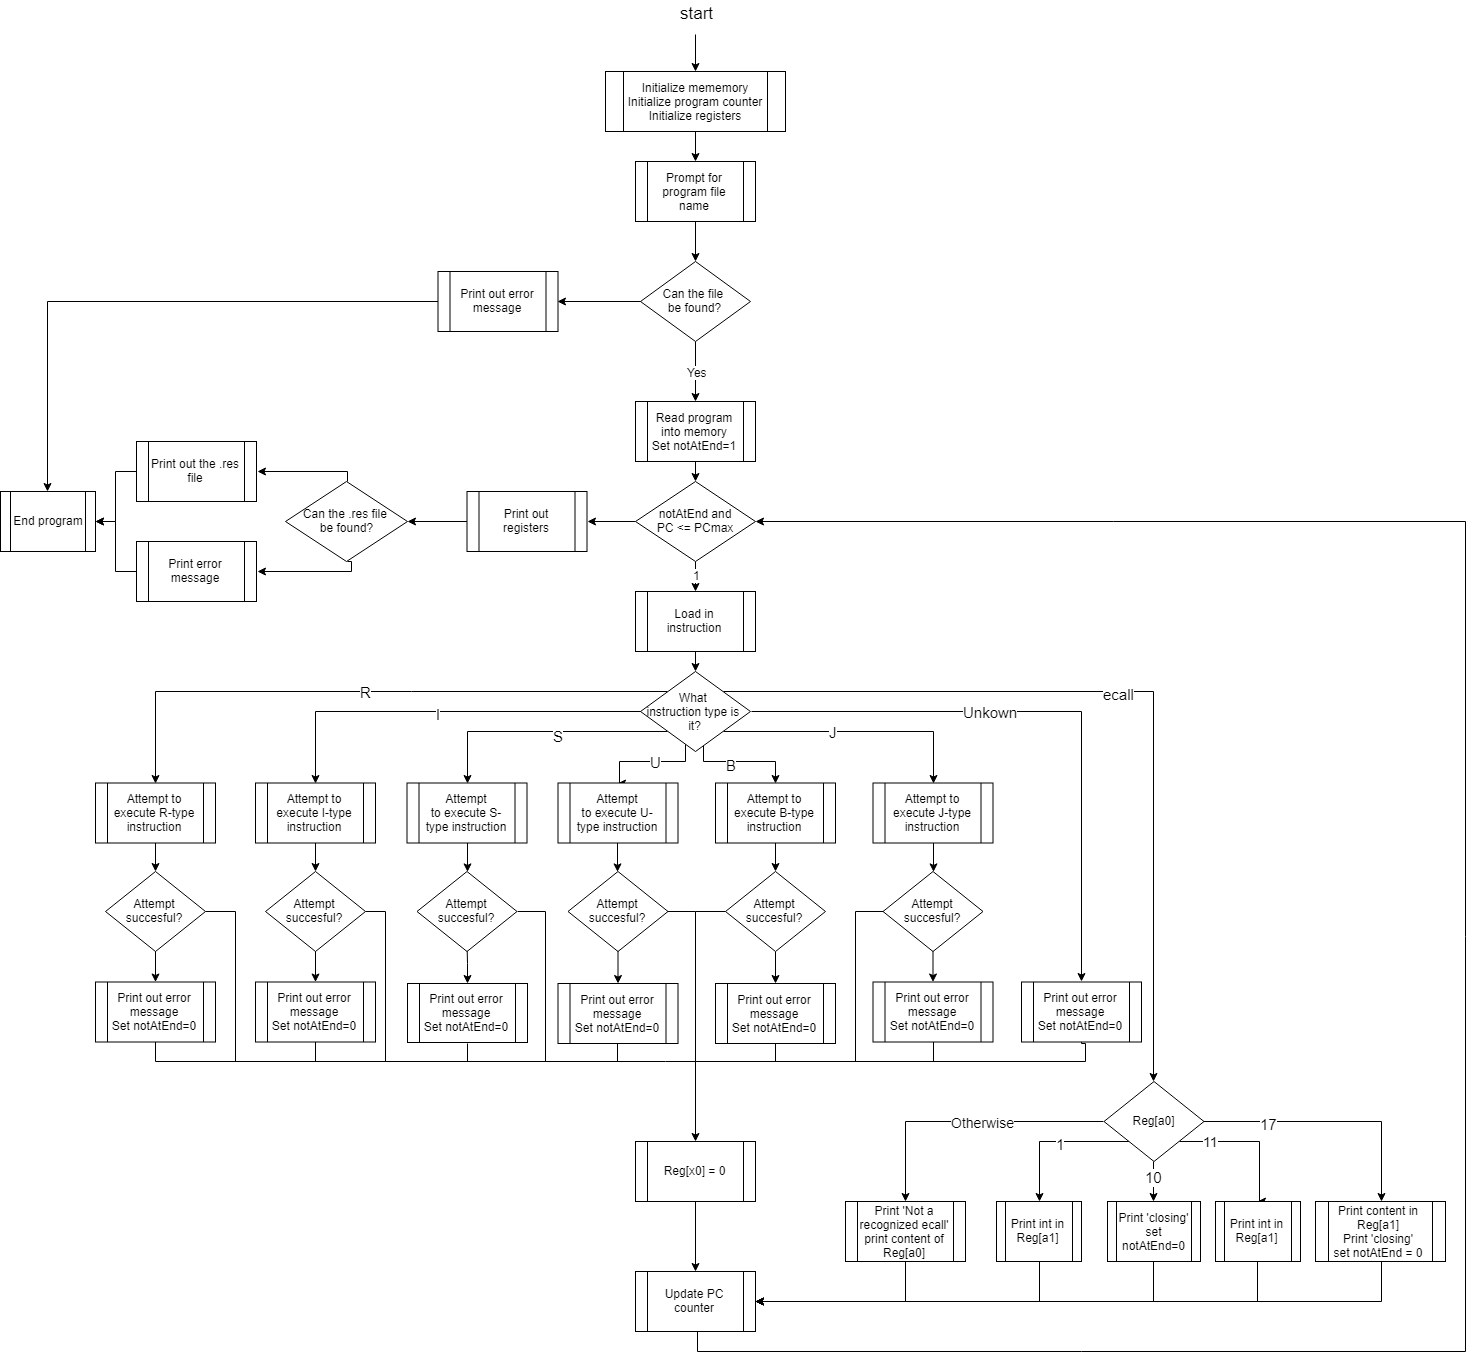 start
Initialize mememory
Initialize program counter
Initialize registers
Prompt for
program file
name
Can the file
be found?
Print out error
message
Yes
Read program
into memory
Set notAtEnd=1
notAtEnd and
PC <= PCmax
Print out
registers
Can the .res file
be found?
Print out the .res
file
Print error
message
End program
1
Load in
instruction
What
instruction type is
it?
R
I
S
U
B
J
Unkown
ecall
Attempt to
execute R-type
instruction
Attempt to
execute I-type
instruction
Attempt
to execute S-
type instruction
Attempt
to execute U-
type instruction
Attempt to
execute B-type
instruction
Attempt to
execute J-type
instruction
Attempt
succesful?
Attempt
succesful?
Attempt
succesful?
Attempt
succesful?
Attempt
succesful?
Attempt
succesful?
Print out error
message
Set notAtEnd=0
Print out error
message
Set notAtEnd=0
Print out error
message
Set notAtEnd=0
Print out error
message
Set notAtEnd=0
Print out error
message
Set notAtEnd=0
Print out error
message
Set notAtEnd=0
Print out error
message
Set notAtEnd=0
Reg[a0]
Otherwise
1
10
11
17
Reg[x0] = 0
Print 'Not a
recognized ecall'
print content of
Reg[a0]
Print int in
Reg[a1]
Print 'closing'
set
notAtEnd=0
Print int in
Reg[a1]
Print content in
Reg[a1]
Print 'closing'
set notAtEnd = 0
Update PC
counter